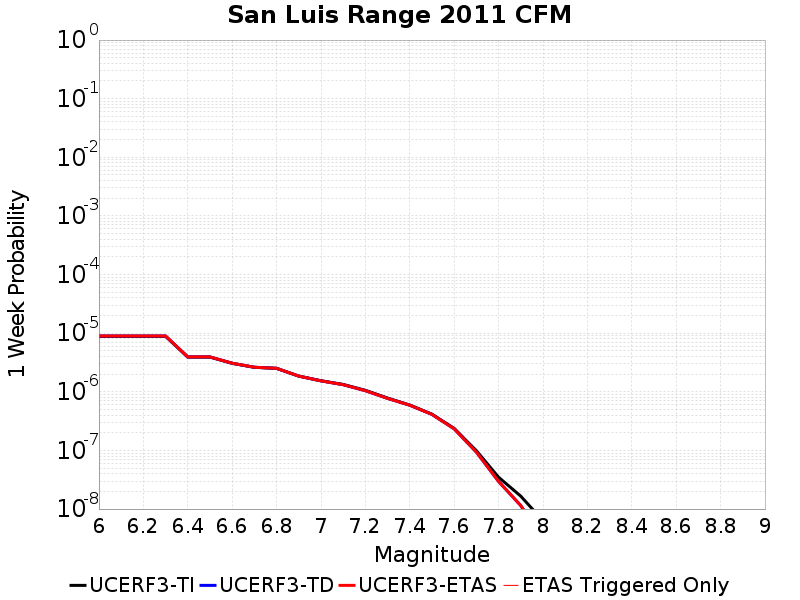 San Luis Range 2011 CFM
10^0
10^-1
10^-2
10^-3
10^-4
10^-5
10^-6
10^-7
10^-8
1 Week Probability
6 6.2 6.4 6.6 6.8 7 7.2 7.4 7.6 7.8 8 8.2 8.4 8.6 8.8 9
Magnitude
UCERF3-TI UCERF3-TD UCERF3-ETAS ETAS Triggered Only